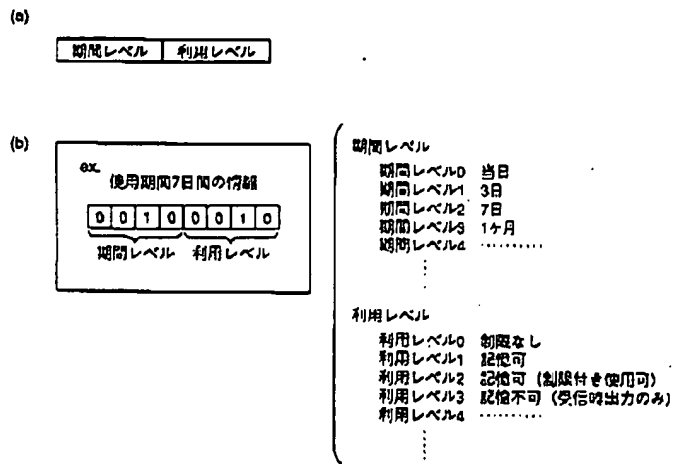 (a)
期間レベル 利用レベル
(b)
ex.
使用期間7日間の情報
0 0 1 0 0 0 1 0
期間レベル 利用レベル
期間レベル
期間レベル0 当日
期間レベル1 3日
期間レベル2 7日
期間レベル3 1ヶ月
期間レベル4 ………
利用レベル
利用レベル0 制限なし
利用レベル1 記憶可
利用レベル2 記憶可 (制限付き使用可)
利用レベル3 記憶不可 (受信時出力のみ)
利用レベル4 ………